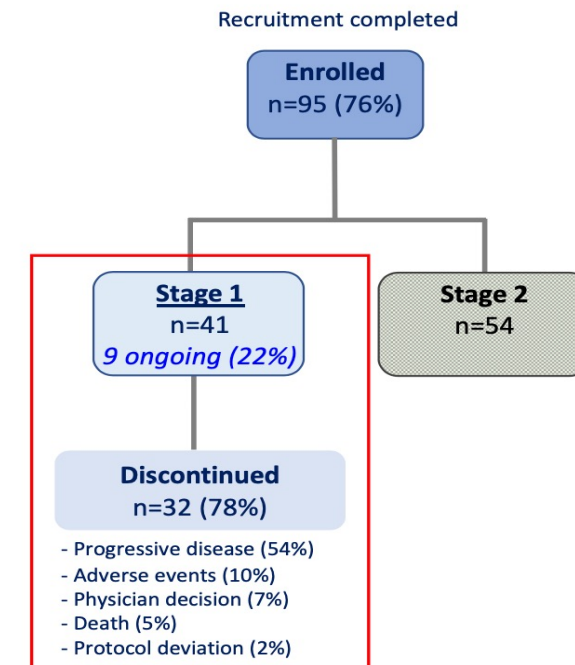 Recruitment completed
Enrolled
n=95 (76%)
Stage 1
n=41
9 ongoing (22%)
Stage 2
n=54
Discontinued
n=32 (78%)
- Progressive disease (54%)
- Adverse events (10%)
- Physician decision (7%)
- Death (5%)
- Protocol deviation (2%)